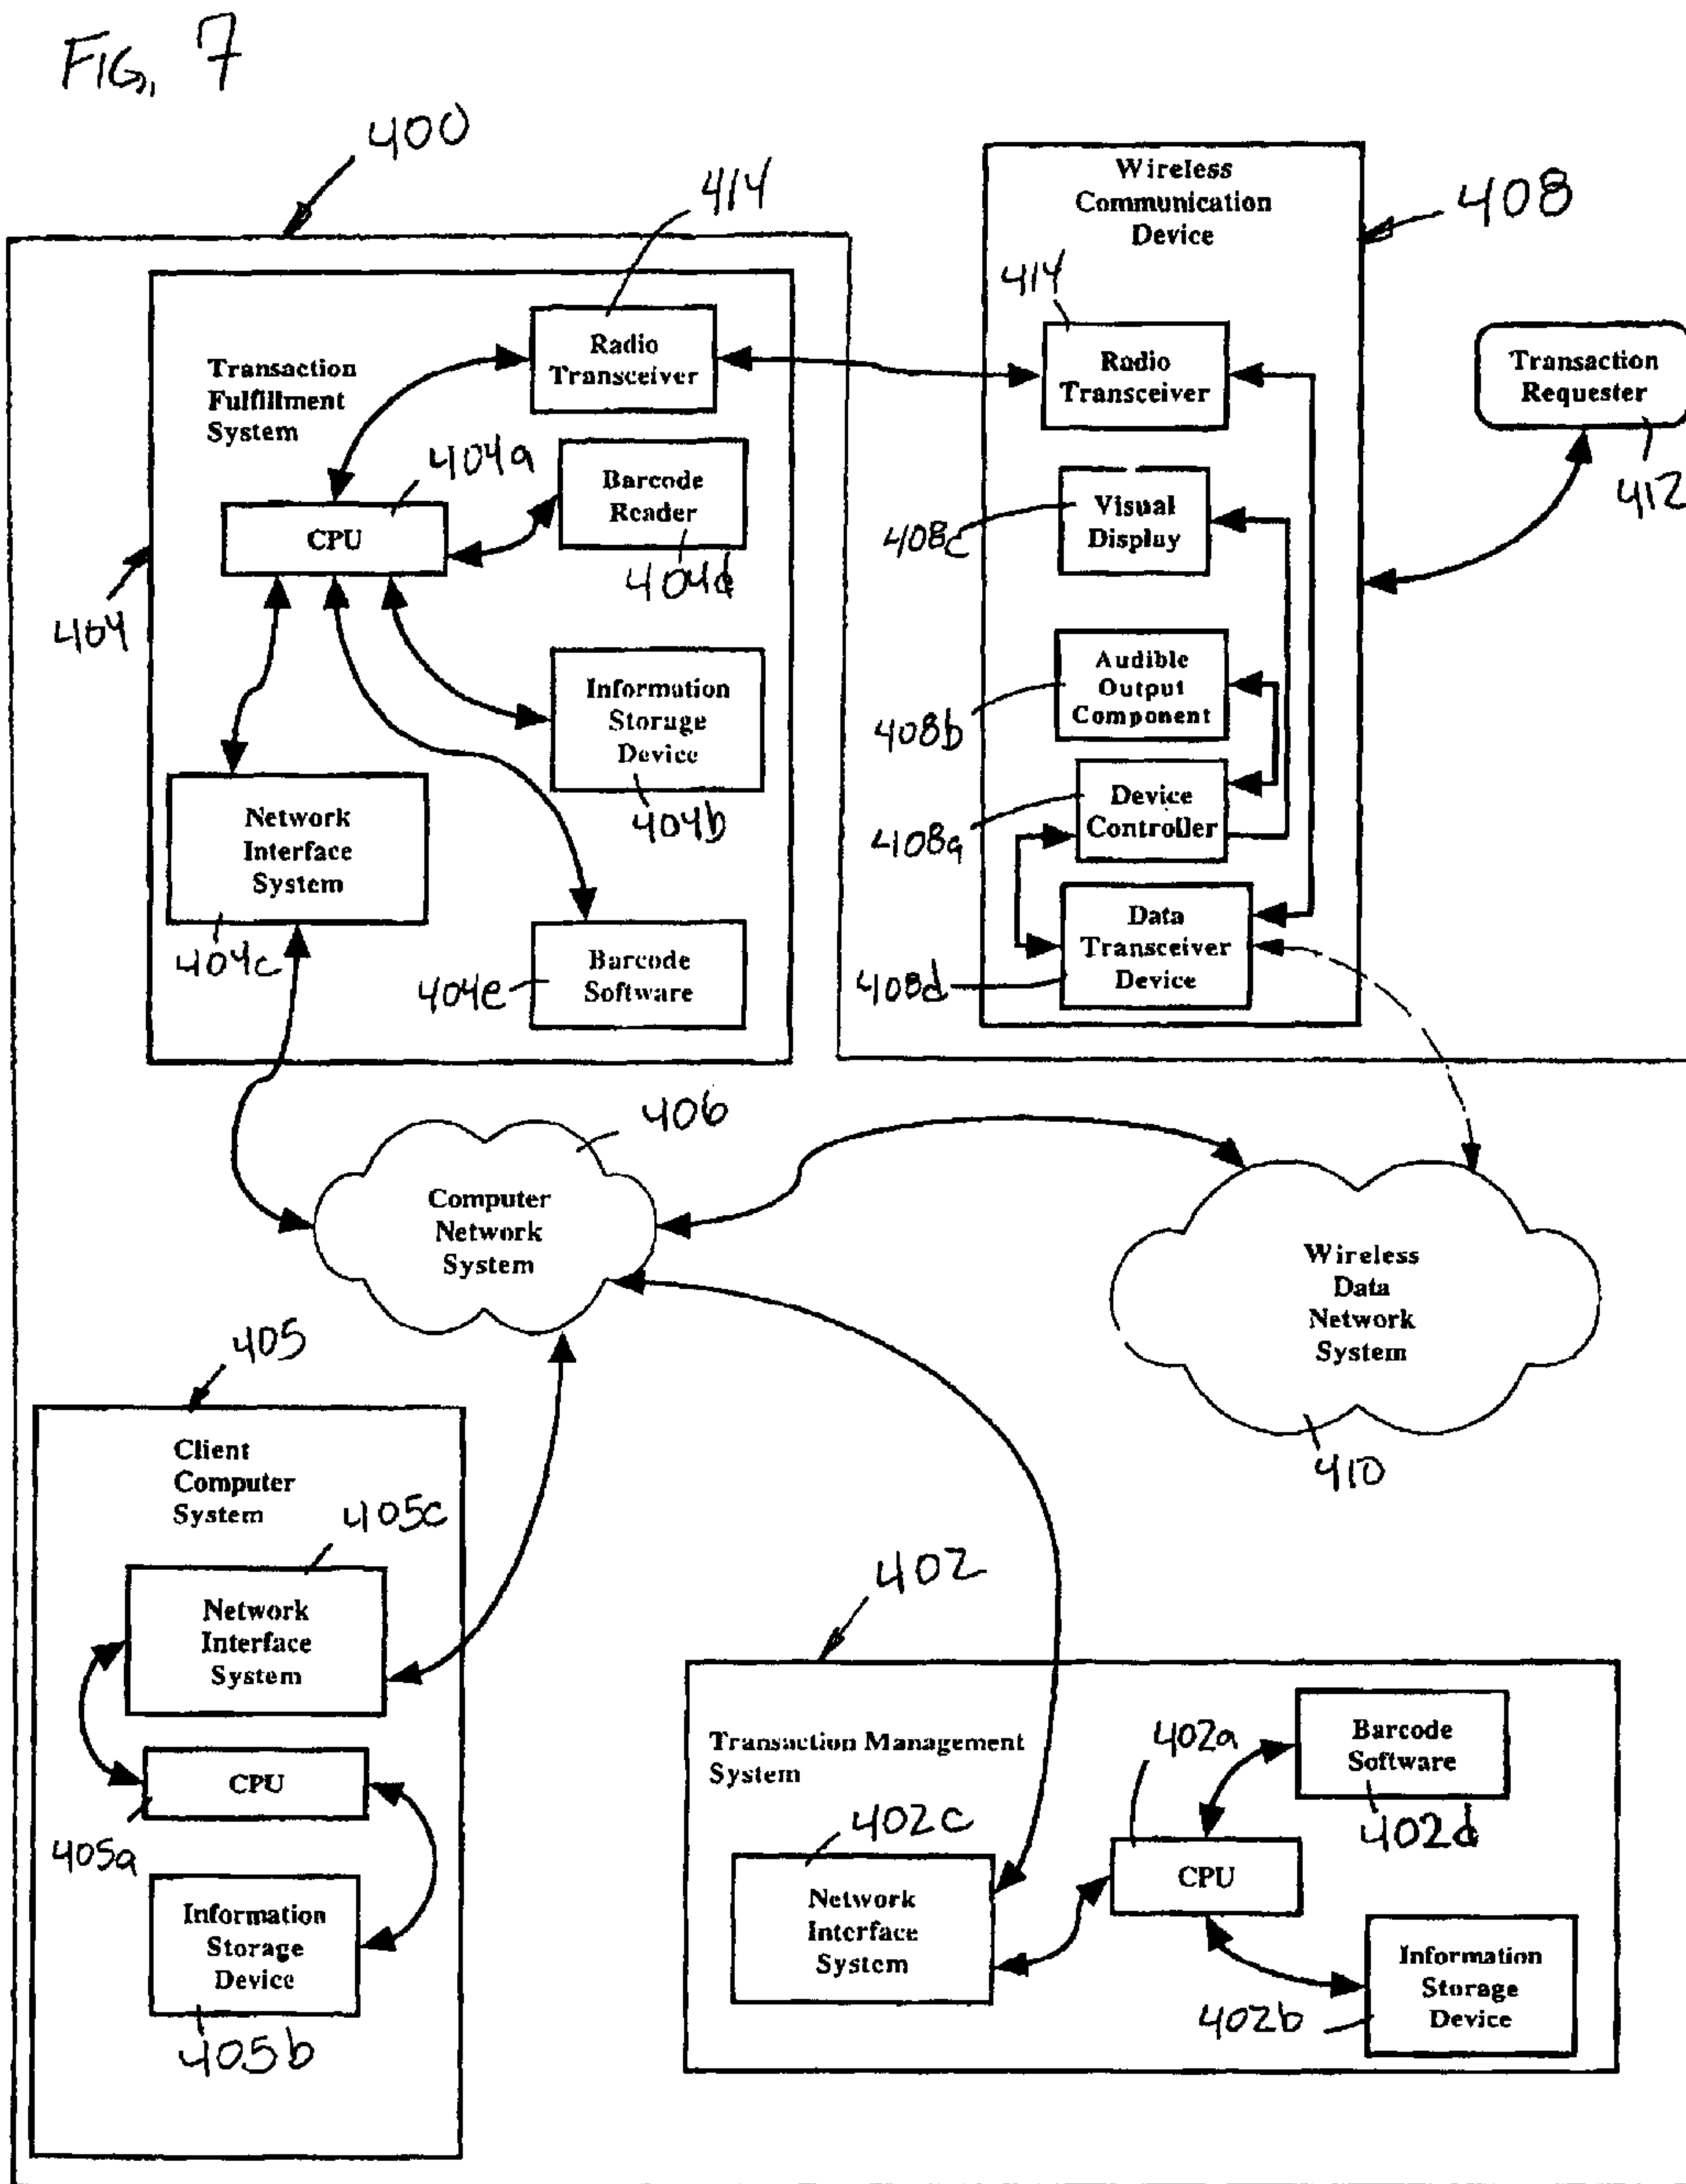 FIG. 7
400
414
Wireless
Communication
Device
408
414
Radio
Transceiver
Radio
Transceiver
Transaction
Requester
412
Transaction
Fulfillment
System
404a
CPU
Barcode
Reader
404d
Visual
Display
408c
404
Information
Storage
Device
404b
Audible
Output
Component
408b
Device
Controller
408a
Network
Interface
System
404c
Barcode
Software
404e
Data
Transceiver
Device
408d
406
Computer
Network
System
Wireless
Data
Network
System
410
405
Client
Computer
System
405c
Network
Interface
System
CPU
405a
Information
Storage
Device
405b
402
Transaction Management
System
402a
Barcode
Software
402d
402c
Network
Interface
System
CPU
Information
Storage
Device
402b